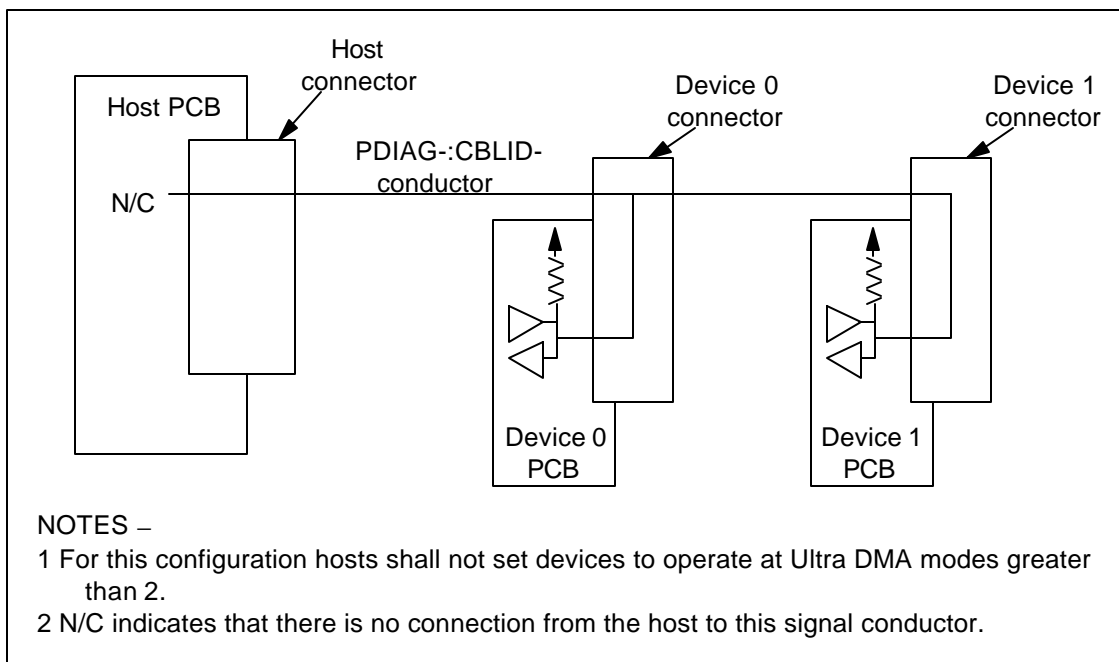 Host
connector
Host PCB
Device 0
connector
Device 1
connector
PDIAG-:CBLID-
conductor
N/C
Device 0
PCB
Device 1
PCB
NOTES –
1 For this configuration hosts shall not set devices to operate at Ultra DMA modes greater
than 2.
2 N/C indicates that there is no connection from the host to this signal conductor.